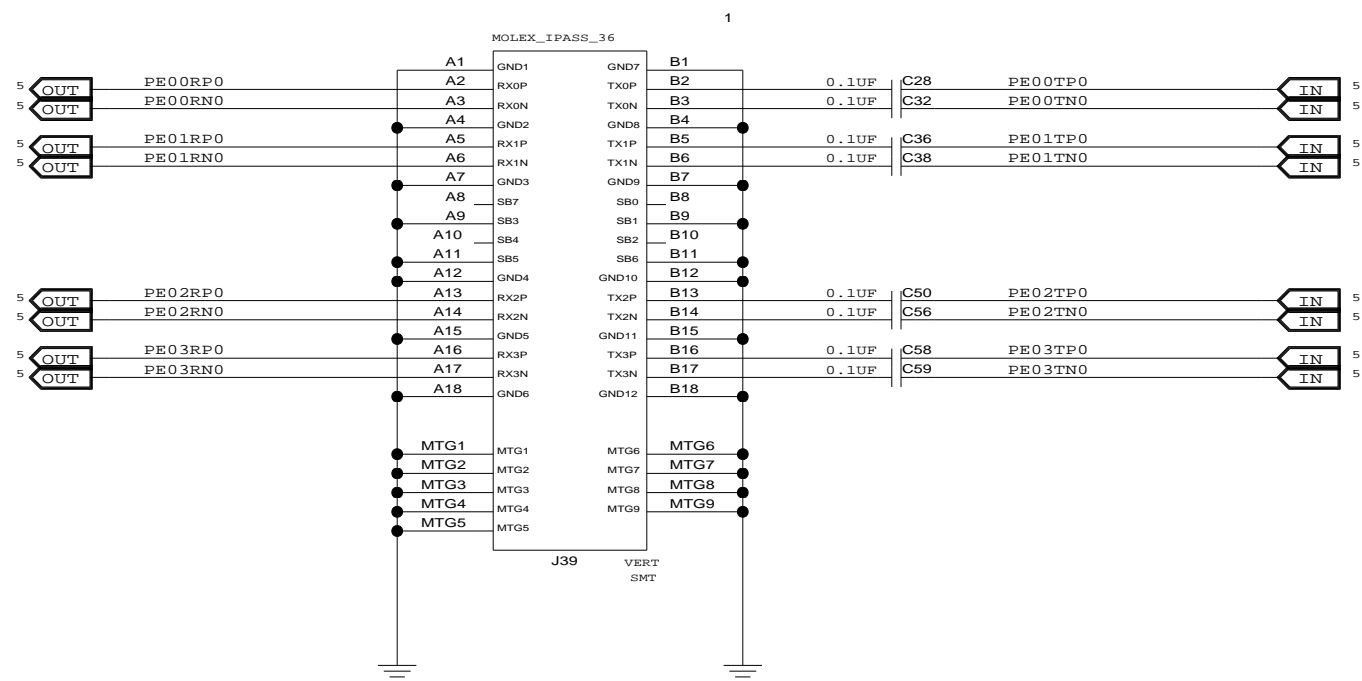 1
MOLEX_IPASS_36
A1 GND1 GND7 B1
5 OUT PE00RP0 A2 RX0P TX0P B2 0.1UF C28 PE00TP0 IN 5
5 OUT PE00RN0 A3 RX0N TX0N B3 0.1UF C32 PE00TN0 IN 5
A4 GND2 GND8 B4
5 OUT PE01RP0 A5 RX1P TX1P B5 0.1UF C36 PE01TP0 IN 5
5 OUT PE01RN0 A6 RX1N TX1N B6 0.1UF C38 PE01TN0 IN 5
A7 GND3 GND9 B7
A8 SB7 SB0 B8
A9 SB3 SB1 B9
A10 SB4 SB2 B10
A11 SB5 SB6 B11
A12 GND4 GND10 B12
5 OUT PE02RP0 A13 RX2P TX2P B13 0.1UF C50 PE02TP0 IN 5
5 OUT PE02RN0 A14 RX2N TX2N B14 0.1UF C56 PE02TN0 IN 5
A15 GND5 GND11 B15
5 OUT PE03RP0 A16 RX3P TX3P B16 0.1UF C58 PE03TP0 IN 5
5 OUT PE03RN0 A17 RX3N TX3N B17 0.1UF C59 PE03TN0 IN 5
A18 GND6 GND12 B18
MTG1 MTG1 MTG6 MTG6
MTG2 MTG2 MTG7 MTG7
MTG3 MTG3 MTG8 MTG8
MTG4 MTG4 MTG9 MTG9
MTG5 MTG5
J39 VERT
SMT